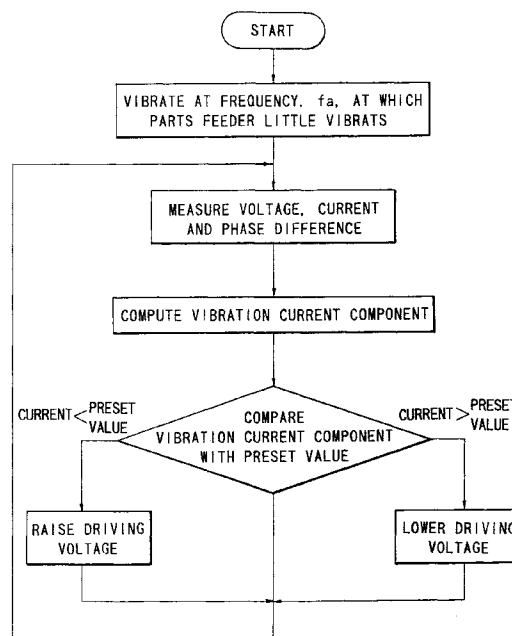 START
VIBRATE AT FREQUENCY, fa, AT WHICH
PARTS FEEDER LITTLE VIBRATS
MEASURE VOLTAGE, CURRENT
AND PHASE DIFFERENCE
COMPUTE VIBRATION CURRENT COMPONENT
CURRENT < PRESET
VALUE
COMPARE
VIBRATION CURRENT COMPONENT
WITH PRESET VALUE
CURRENT > PRESET
VALUE
RAISE DRIVING
VOLTAGE
LOWER DRIVING
VOLTAGE